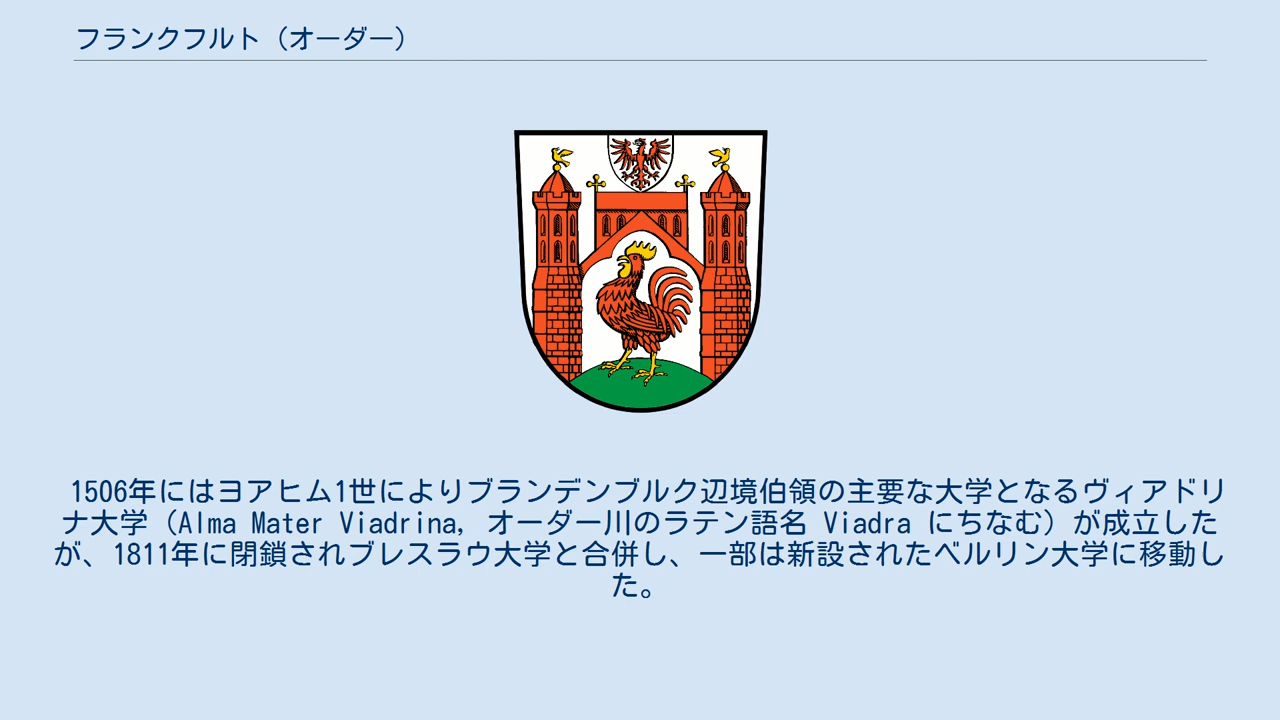 フランクフルト（オーダー）
1506年にはヨアヒム1世によりブランデンブルク辺境伯領の主要な大学となるヴィアドリ
ナ大学（Alma Mater Viadrina, オーダー川のラテン語名 Viadra にちなむ）が成立した
が、1811年に閉鎖されブレスラウ大学と合併し、一部は新設されたベルリン大学に移動し
た。